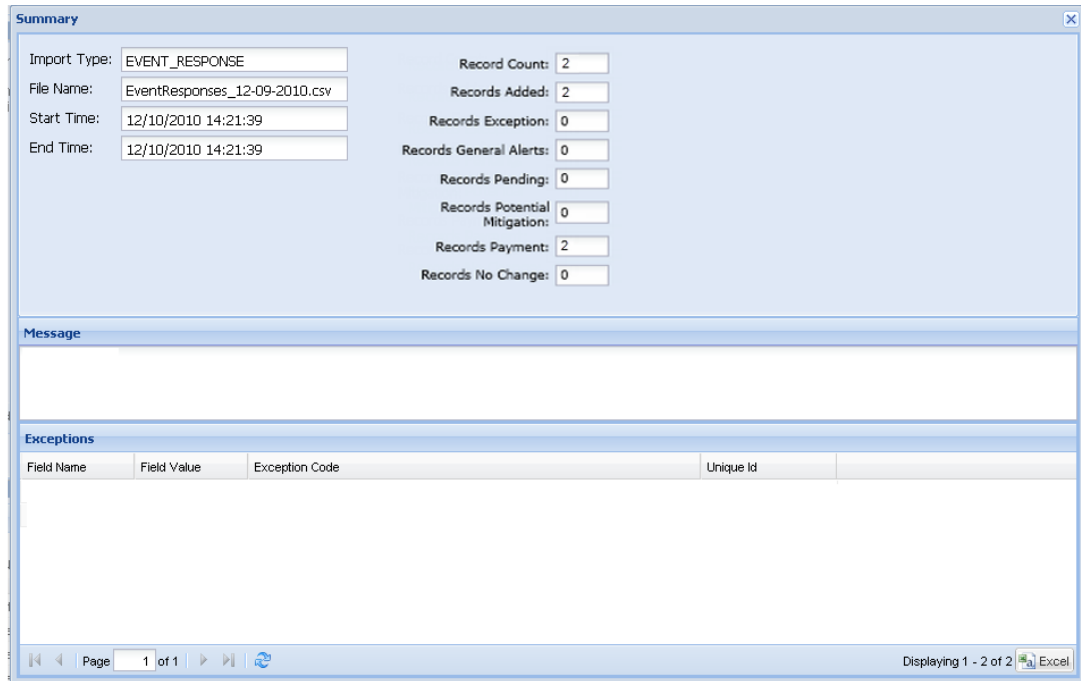 Summary
Import Type: EVENT_RESPONSE
File Name: EventResponses_12-09-2010.csv
Start Time: 12/10/2010 14:21:39
End Time: 12/10/2010 14:21:39
Record Count: 2
Records Added: 2
Records Exception: 0
Records General Alerts: 0
Records Pending: 0
Records Potential
Mitigation: 0
Records Payment: 2
Records No Change: 0
Message
Exceptions
Field Name Field Value Exception Code Unique Id
Page 1 of 1 Displaying 1 - 2 of 2 Excel